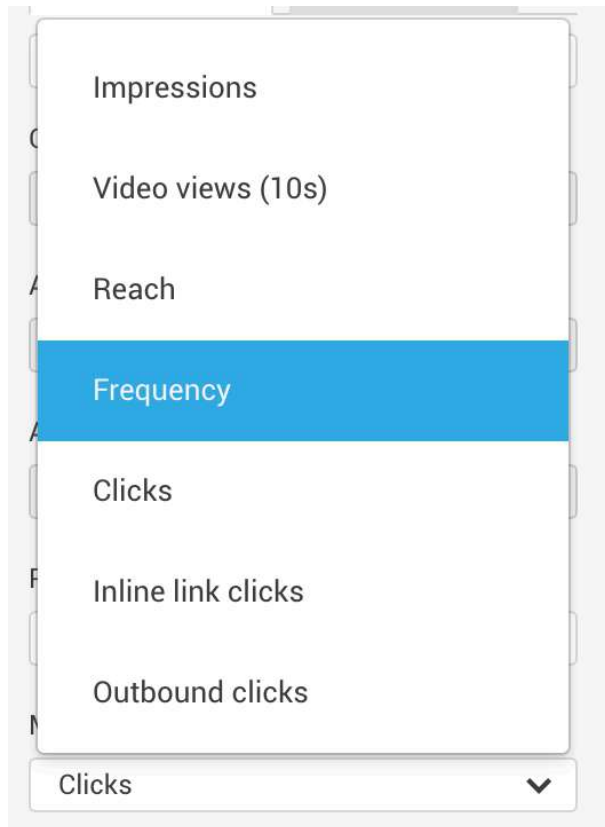 Impressions
Video views (10s)
Reach
Frequency
Clicks
Inline link clicks
Outbound clicks
Clicks